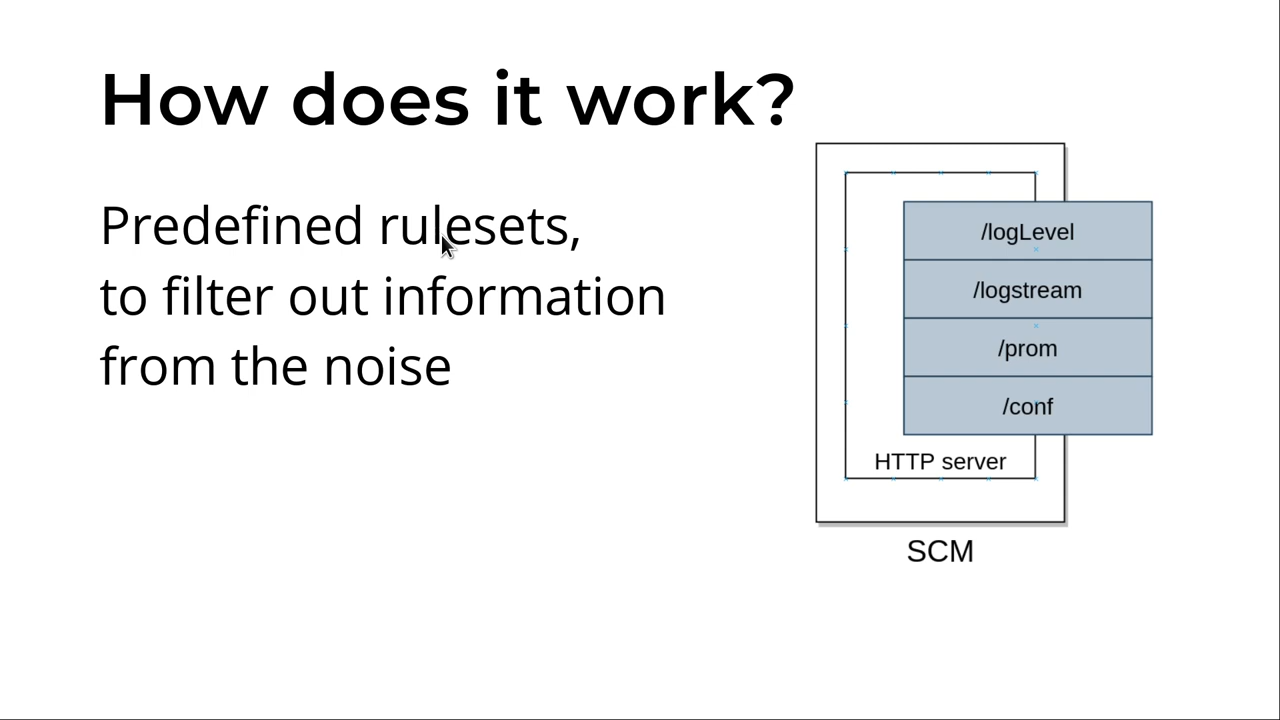 How does it work?
Predefined rulesets,
to filter out information
from the noise
/logLevel
/logstream
/prom
/conf
HTTP server
SCM